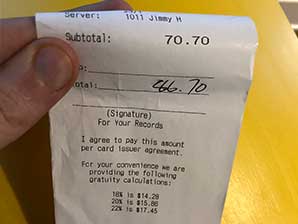 Server:
1011 Jimmy H
Subtotal: 70.70
p:
otal: 86.70
(Signature)
For Your Records
I agree to pay this amount
per card issuer agreement.
For your convenience we are
providing the following
gratuity calculations:
18% is $14.28
20% is $15.86
22% is $17.45